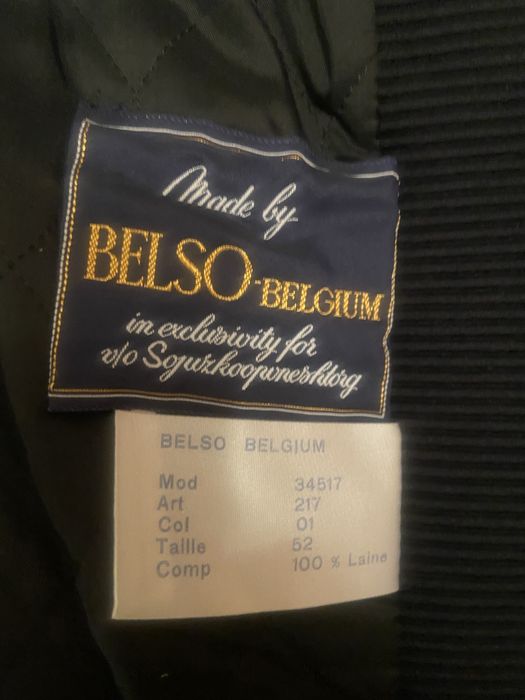 Made by
BELSO-BELGIUM
in exclusivity for
v/o Sojuzkoopvneshtorg
BELSO BELGIUM
Mod 34517
Art 217
Col 01
Taille 52
Comp 100 % Laine